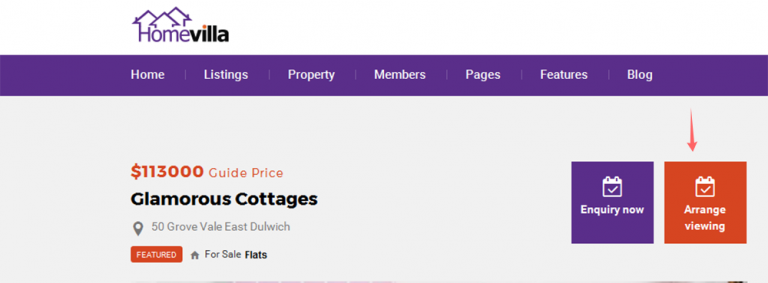 Homevilla
Home Listings Property Members Pages Features Blog
$113000 Guide Price
Glamorous Cottages
50 Grove Vale East Dulwich
FEATURED For Sale Flats
Enquiry now
Arrange
viewing